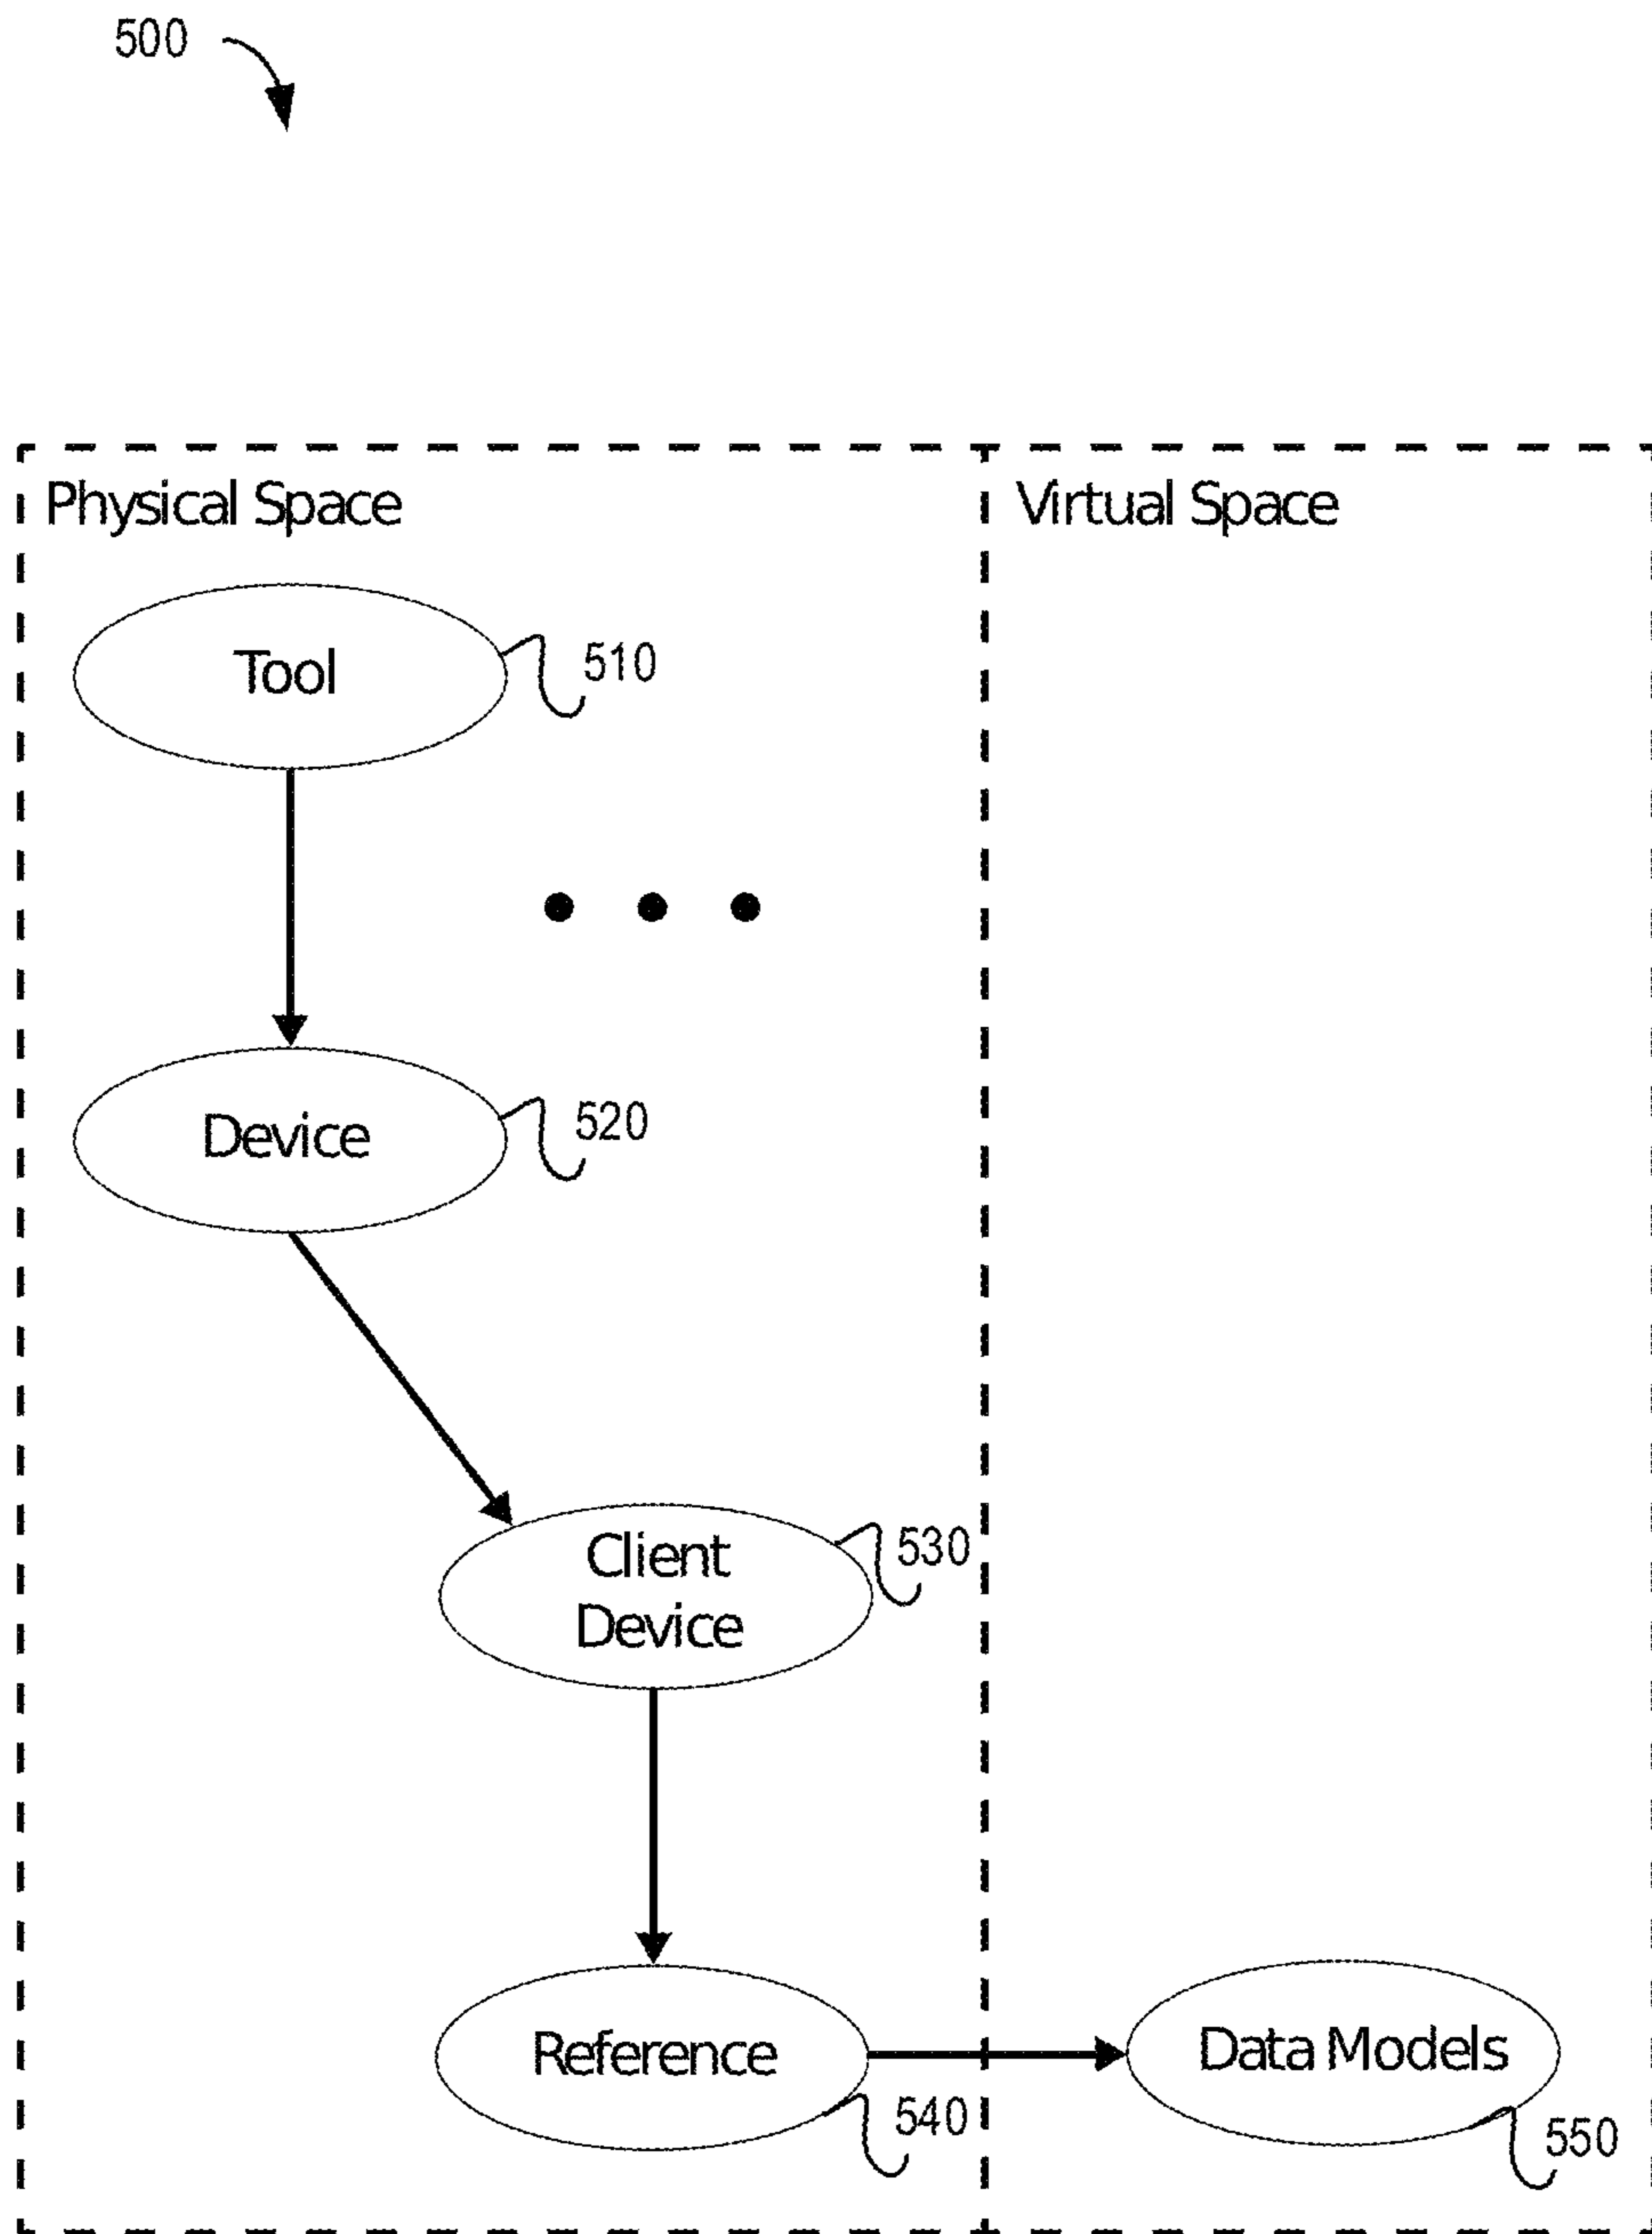 500
Physical Space
Virtual Space
Tool
510
Device
520
Client
Device
530
Reference
540
Data Models
550